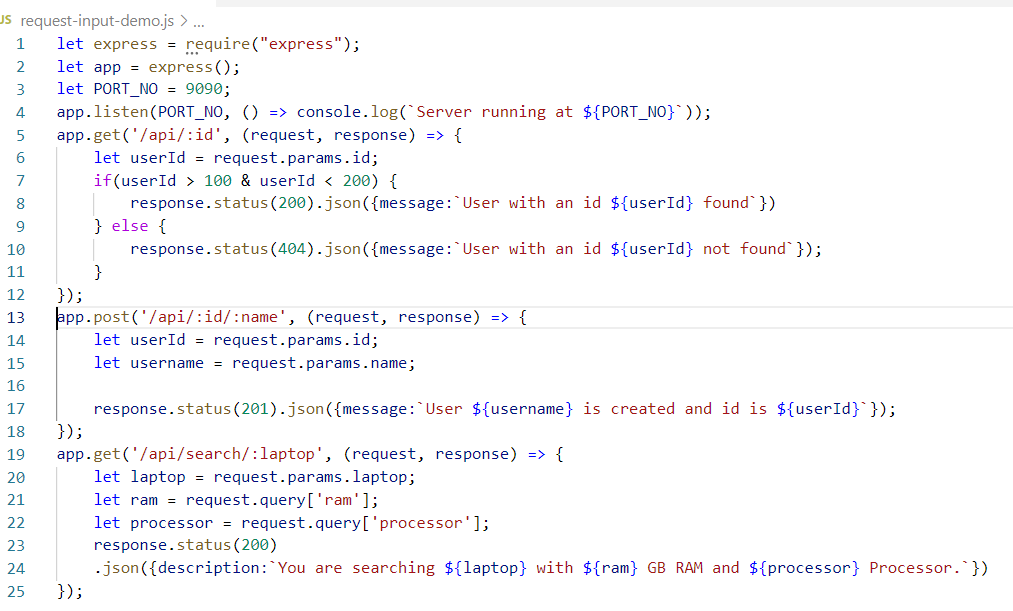 JS request-input-demo.js > ...
1 let express = require("express");
2 let app = express();
3 let PORT_NO = 9090;
4 app.listen(PORT_NO, () => console.log(`Server running at ${PORT_NO}`));
5 app.get('/api/:id', (request, response) => {
6     let userId = request.params.id;
7     if(userId > 100 & userId < 200) {
8         response.status(200).json({message:`User with an id ${userId} found`})
9     } else {
10         response.status(404).json({message:`User with an id ${userId} not found`});
11     }
12 });
13 app.post('/api/:id/:name', (request, response) => {
14     let userId = request.params.id;
15     let username = request.params.name;
16
17     response.status(201).json({message:`User ${username} is created and id is ${userId}`});
18 });
19 app.get('/api/search/:laptop', (request, response) => {
20     let laptop = request.params.laptop;
21     let ram = request.query['ram'];
22     let processor = request.query['processor'];
23     response.status(200)
24     .json({description:`You are searching ${laptop} with ${ram} GB RAM and ${processor} Processor.`})
25 });